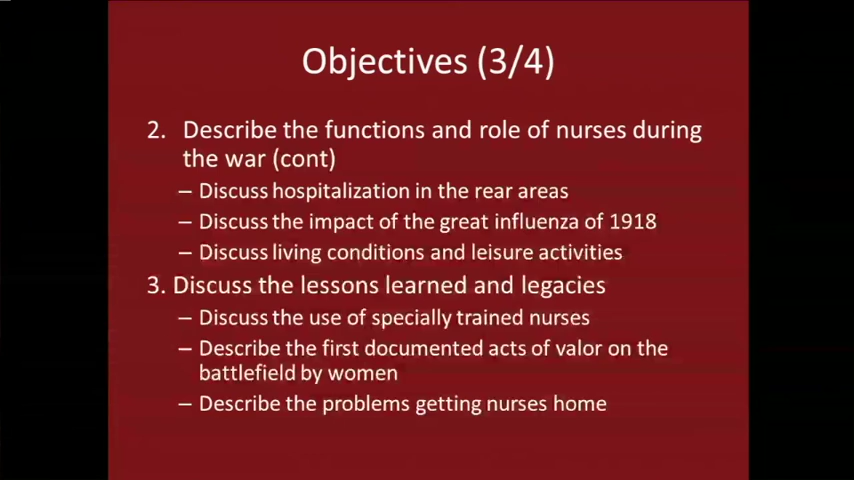 Objectives (3/4)
2. Describe the functions and role of nurses during
the war (cont)
– Discuss hospitalization in the rear areas
– Discuss the impact of the great influenza of 1918
– Discuss living conditions and leisure activities
3. Discuss the lessons learned and legacies
– Discuss the use of specially trained nurses
– Describe the first documented acts of valor on the
battlefield by women
– Describe the problems getting nurses home